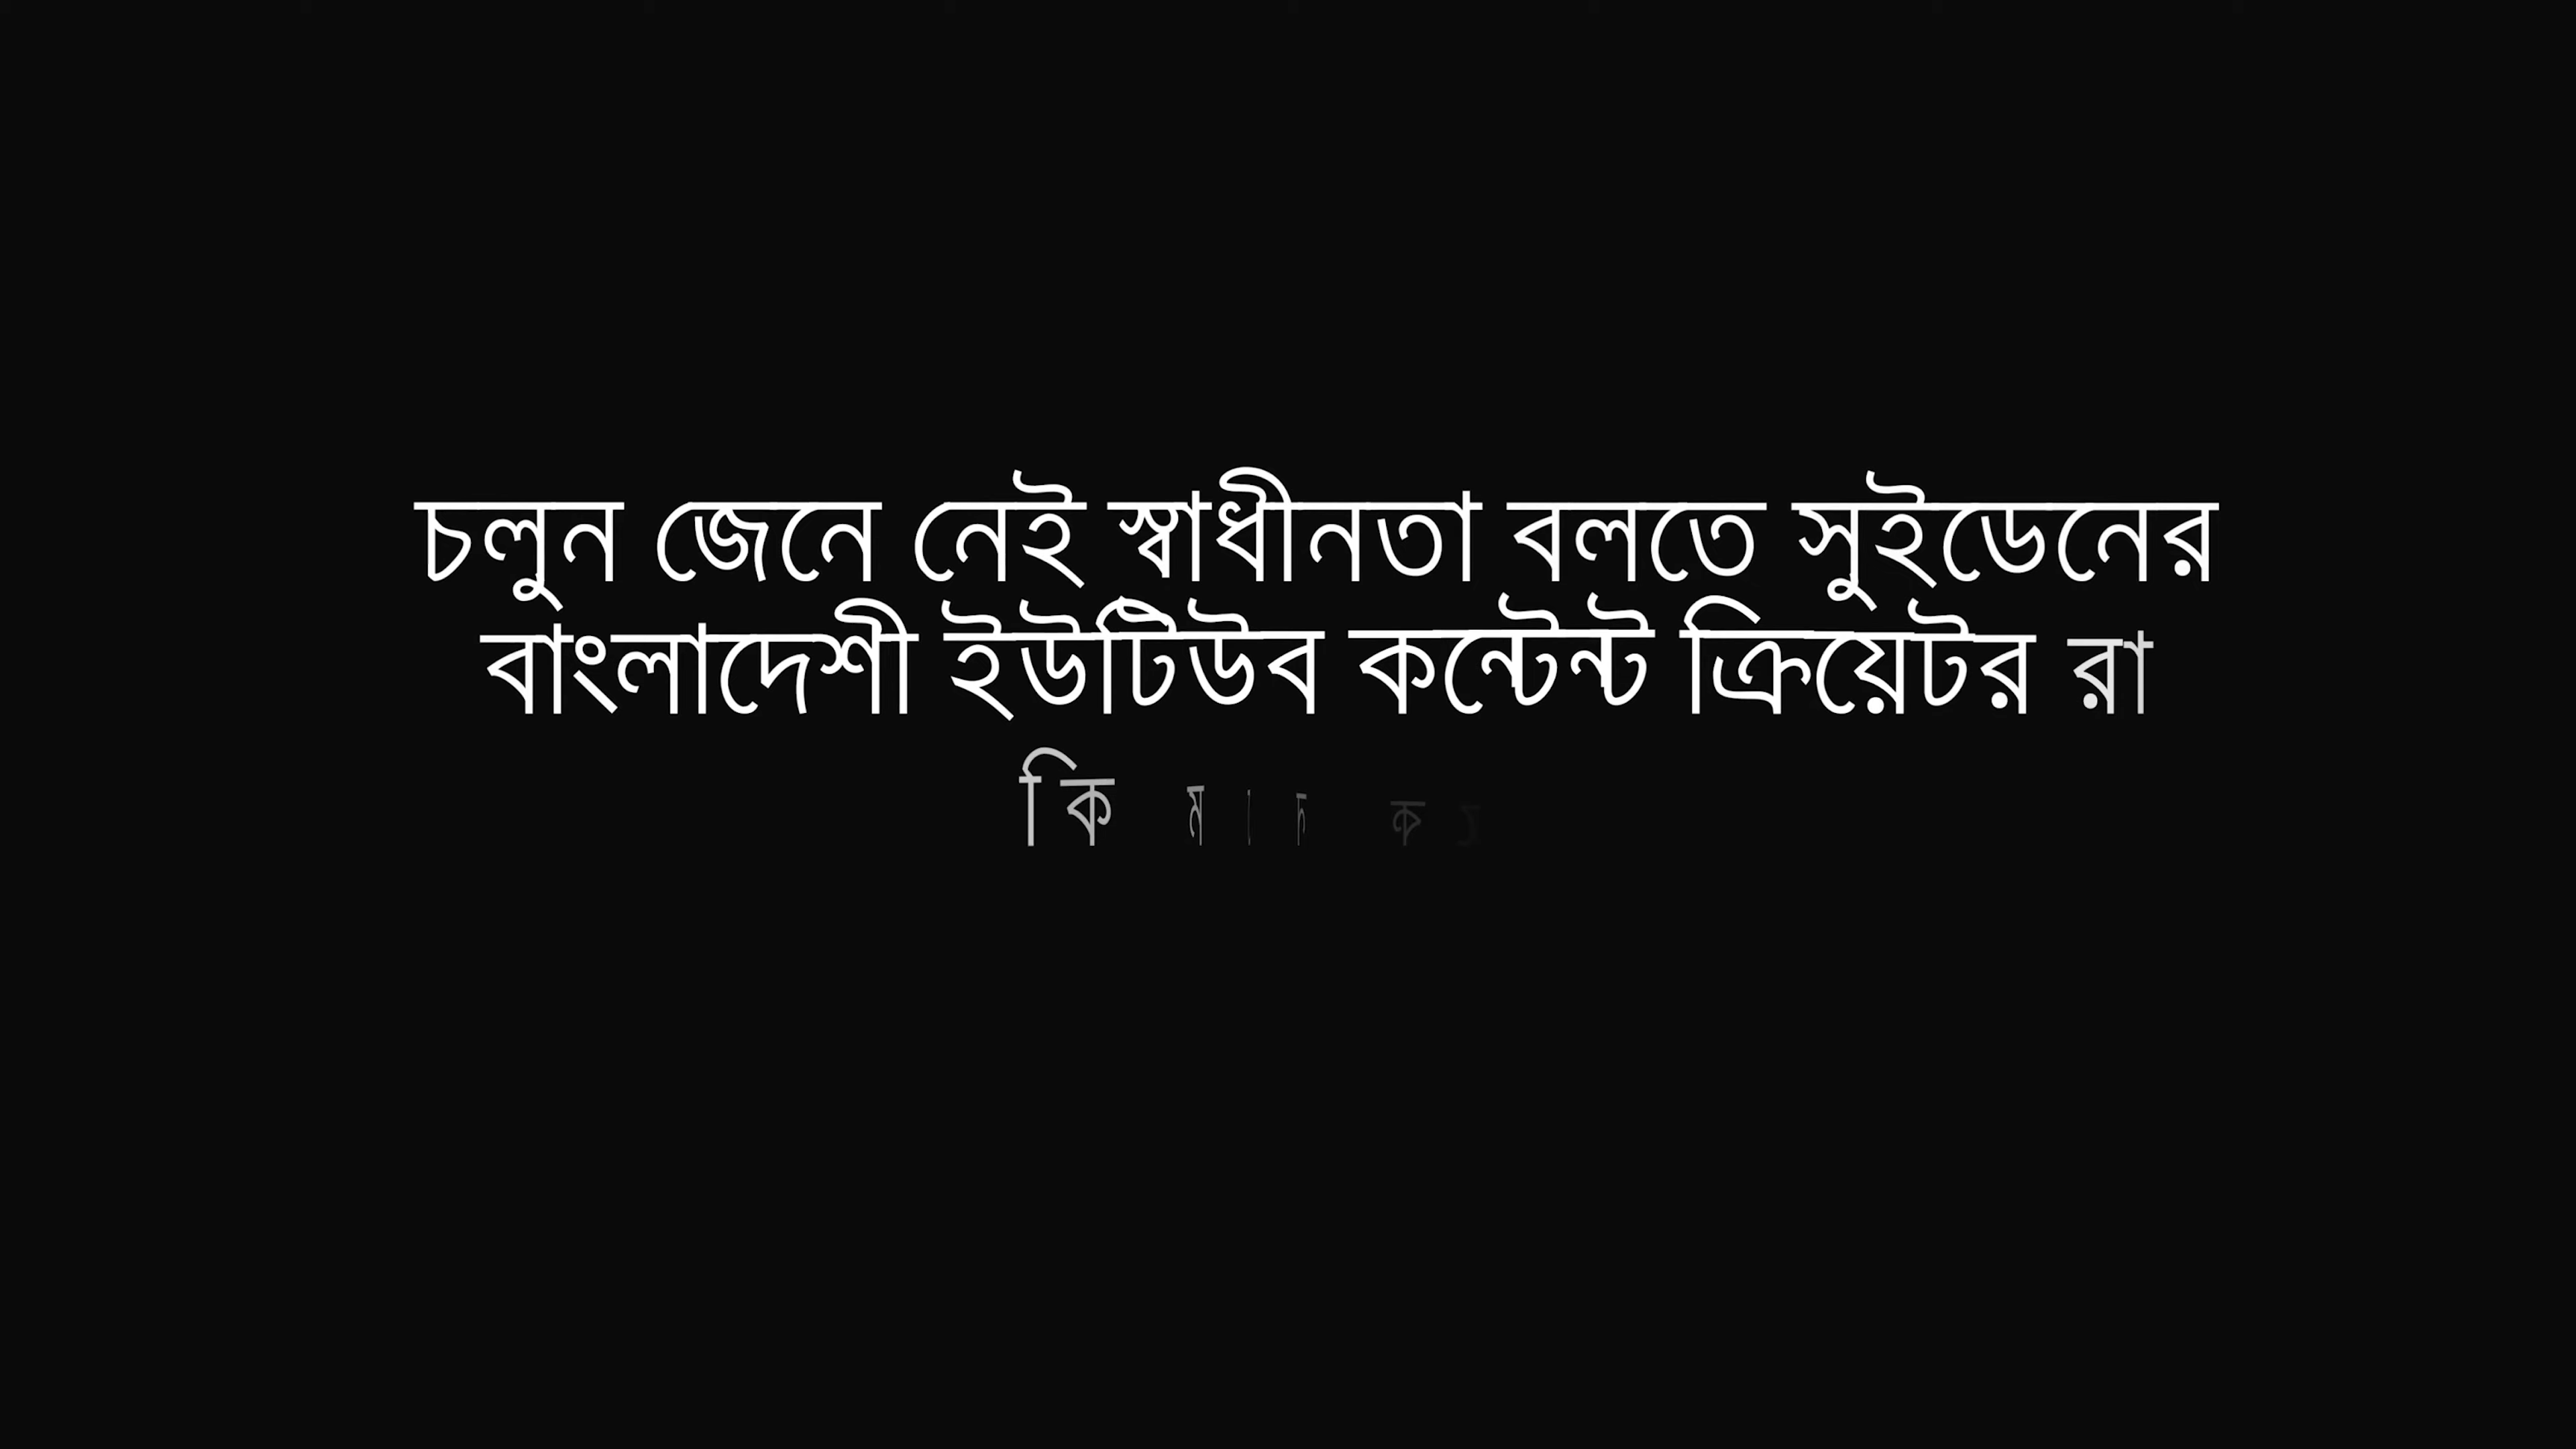 চলুন জেনে নেই স্বাধীনতা বলতে সুইডেনের
বাংলাদেশী ইউটিউব কন্টেন্ট ক্রিয়েটর রা
কি